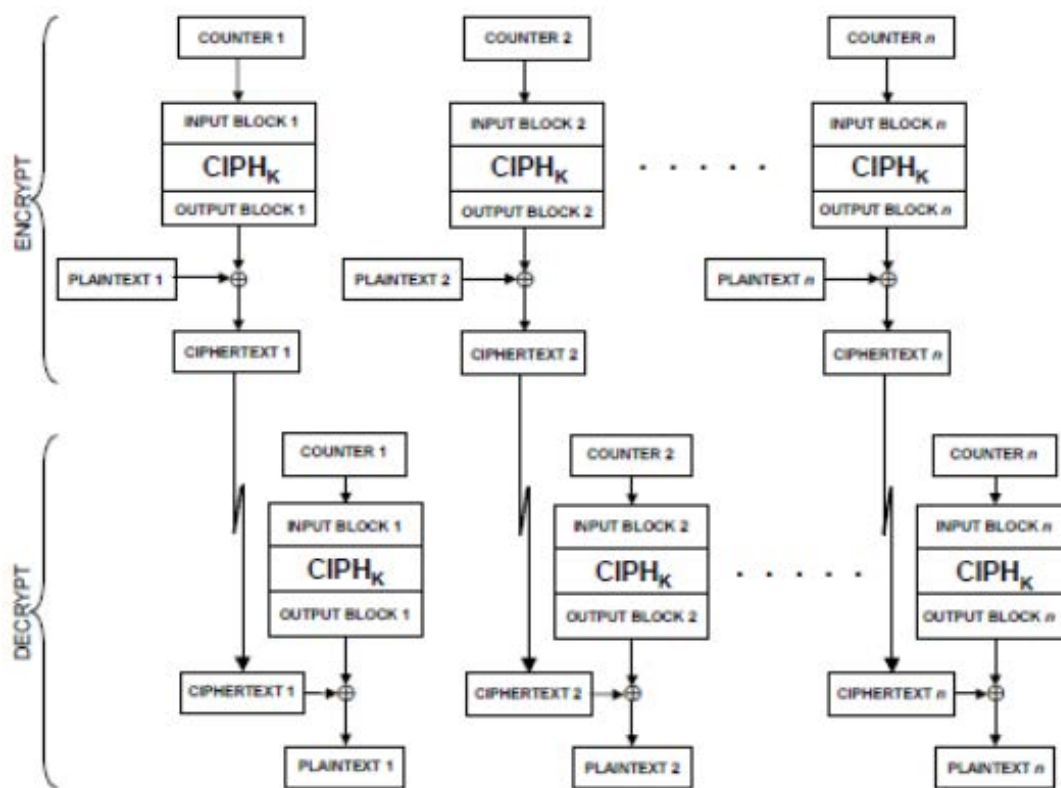 ENCRYPT
COUNTER 1 COUNTER 2 COUNTER n
INPUT BLOCK 1 INPUT BLOCK 2 INPUT BLOCK n
CIPHK CIPHK CIPHK
OUTPUT BLOCK 1 OUTPUT BLOCK 2 OUTPUT BLOCK n
PLAINTEXT 1 PLAINTEXT 2 PLAINTEXT n
CIPHERTEXT 1 CIPHERTEXT 2 CIPHERTEXT n
DECRYPT
COUNTER 1 COUNTER 2 COUNTER n
INPUT BLOCK 1 INPUT BLOCK 2 INPUT BLOCK n
CIPHK CIPHK CIPHK
OUTPUT BLOCK 1 OUTPUT BLOCK 2 OUTPUT BLOCK n
CIPHERTEXT 1 CIPHERTEXT 2 CIPHERTEXT n
PLAINTEXT 1 PLAINTEXT 2 PLAINTEXT n